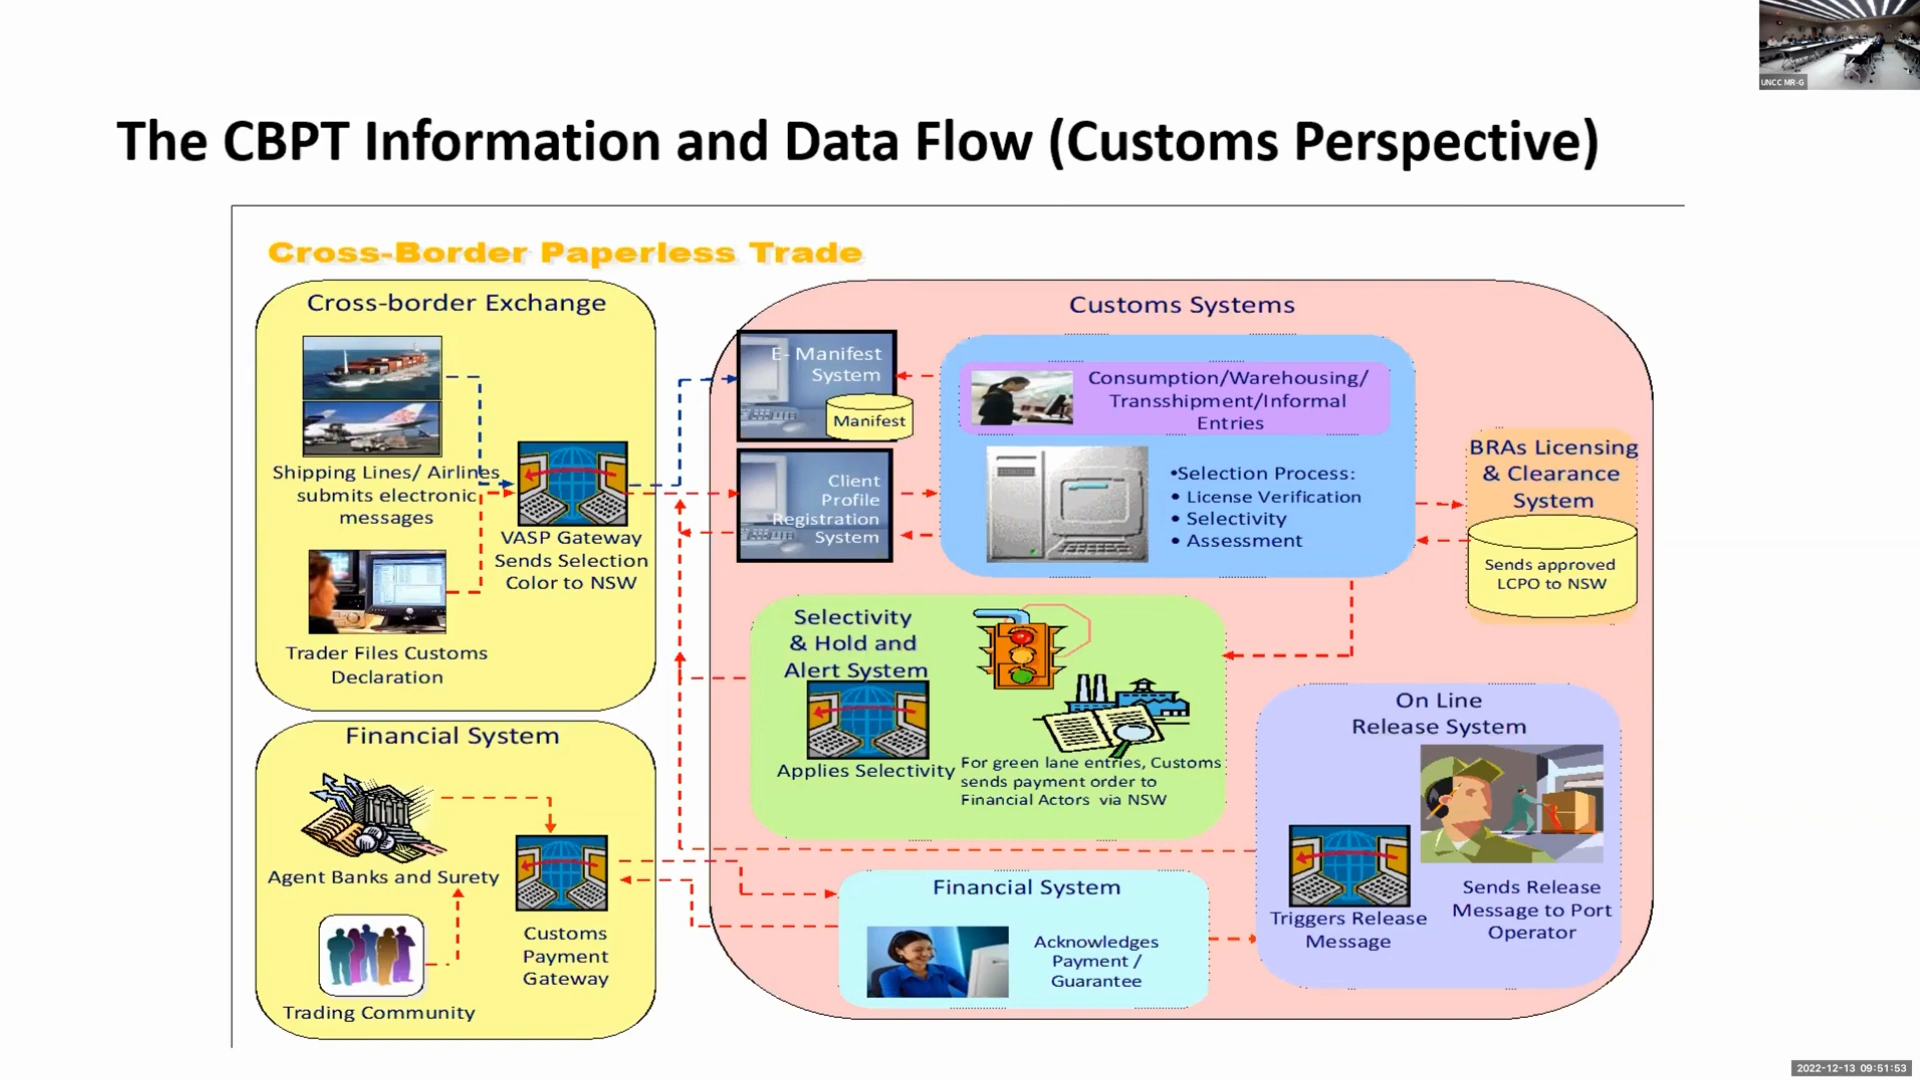 UNCC MR-G
The CBPT Information and Data Flow (Customs Perspective)
Cross-Border Paperless Trade
Cross-border Exchange
Shipping Lines/ Airlines
submits electronic
messages
VASP Gateway
Sends Selection
Color to NSW
Trader Files Customs
Declaration
Financial System
Agent Banks and Surety
Customs
Payment
Gateway
Trading Community
Customs Systems
E- Manifest
System
Manifest
Client
Profile
Registration
System
Consumption/Warehousing/
Transshipment/Informal
Entries
•Selection Process:
• License Verification
• Selectivity
• Assessment
BRAs Licensing
& Clearance
System
Sends approved
LCPO to NSW
Selectivity
& Hold and
Alert System
Applies Selectivity
For green lane entries, Customs
sends payment order to
Financial Actors via NSW
On Line
Release System
Triggers Release
Message
Sends Release
Message to Port
Operator
Financial System
Acknowledges
Payment /
Guarantee
2022-12-13 09:51:53